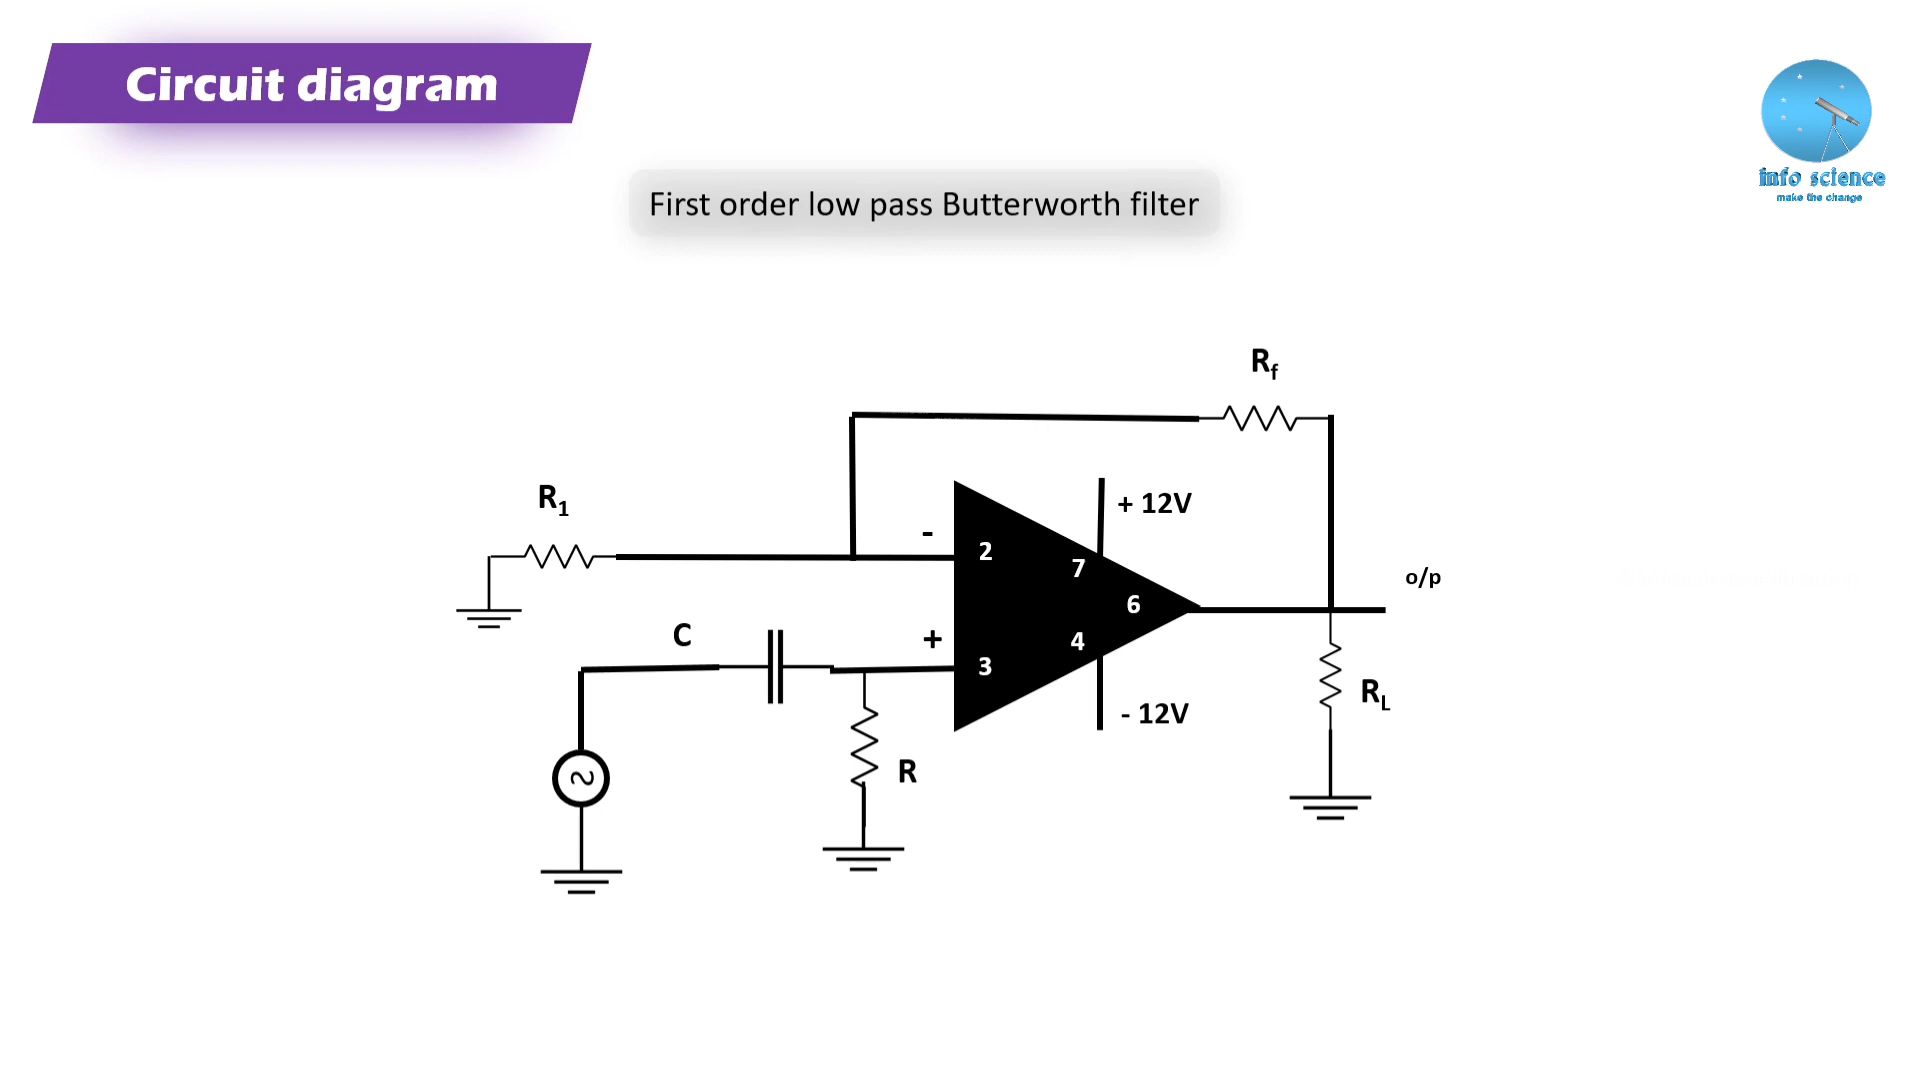 Circuit diagram
info science
make the change
First order low pass Butterworth filter
Rf
R1
+ 12V
-
2
7
o/p
6
C
+
4
3
RL
- 12V
R